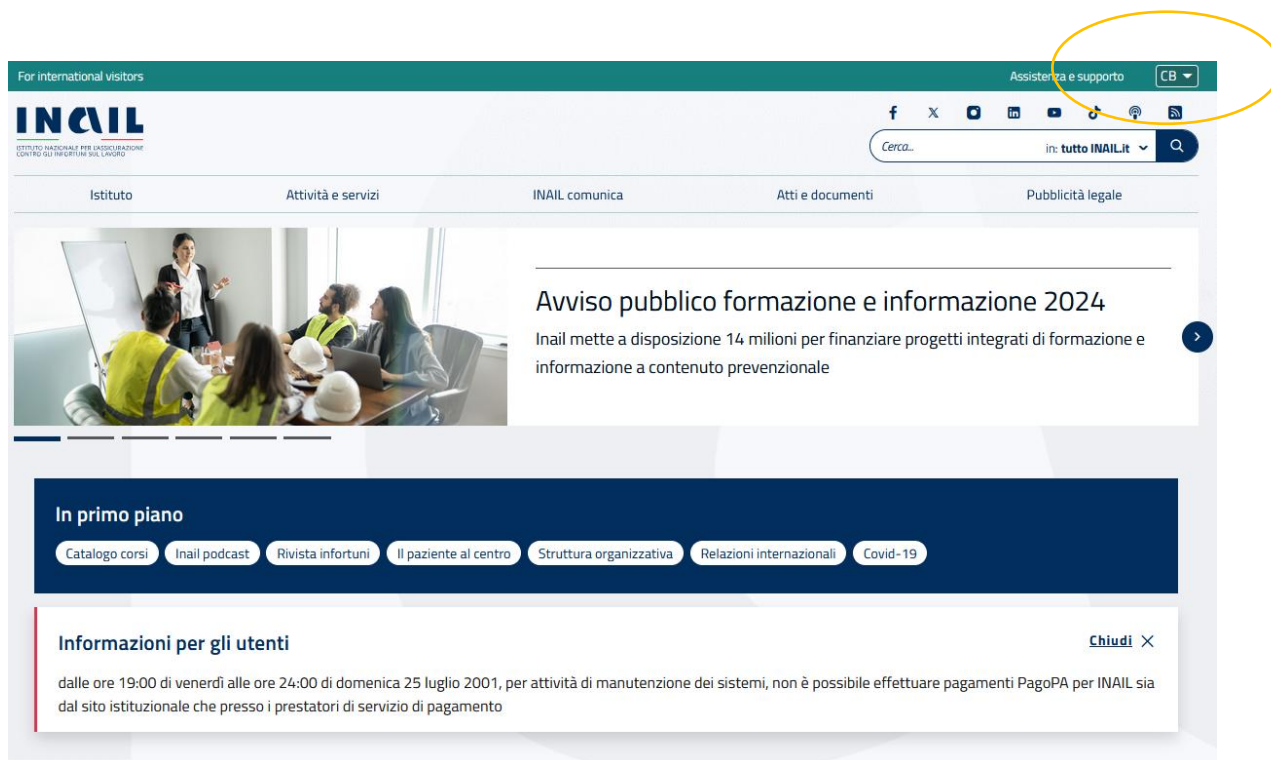 For international visitors
Assistenza e supporto
CB
INAIL
ISTITUTO NAZIONALE PER L'ASSICURAZIONE
CONTRO GLI INFORTUNI SUL LAVORO
Cerca...
in: tutto INAIL.it
Istituto
Attività e servizi
INAIL comunica
Atti e documenti
Pubblicità legale
Avviso pubblico formazione e informazione 2024
Inail mette a disposizione 14 milioni per finanziare progetti integrati di formazione e
informazione a contenuto prevenzionale
In primo piano
Catalogo corsi
Inail podcast
Rivista infortuni
Il paziente al centro
Struttura organizzativa
Relazioni internazionali
Covid-19
Informazioni per gli utenti
Chiudi
dalle ore 19:00 di venerdì alle ore 24:00 di domenica 25 luglio 2001, per attività di manutenzione dei sistemi, non è possibile effettuare pagamenti PagoPA per INAIL sia
dal sito istituzionale che presso i prestatori di servizio di pagamento